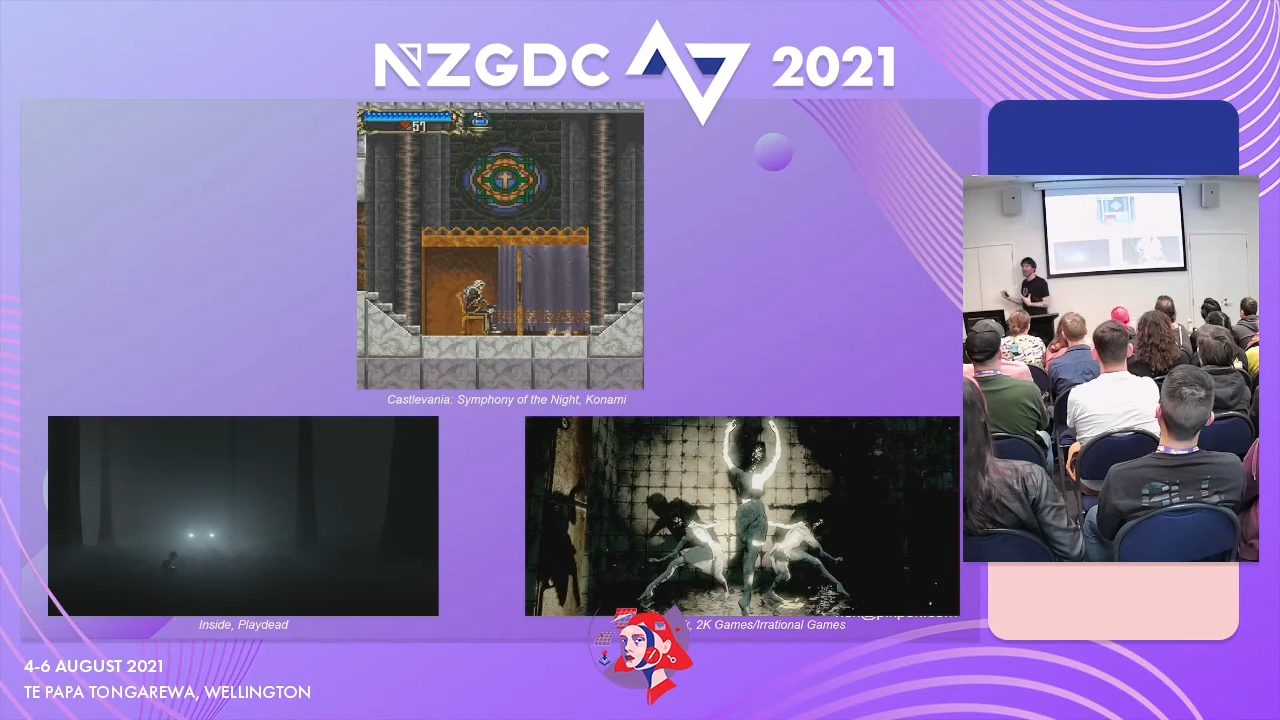 NZGDC 2021
57
Castlevania: Symphony of the Night, Konami
Inside, Playdead
, 2K Games/Irrational Games
4-6 AUGUST 2021
TE PAPA TONGAREWA, WELLINGTON